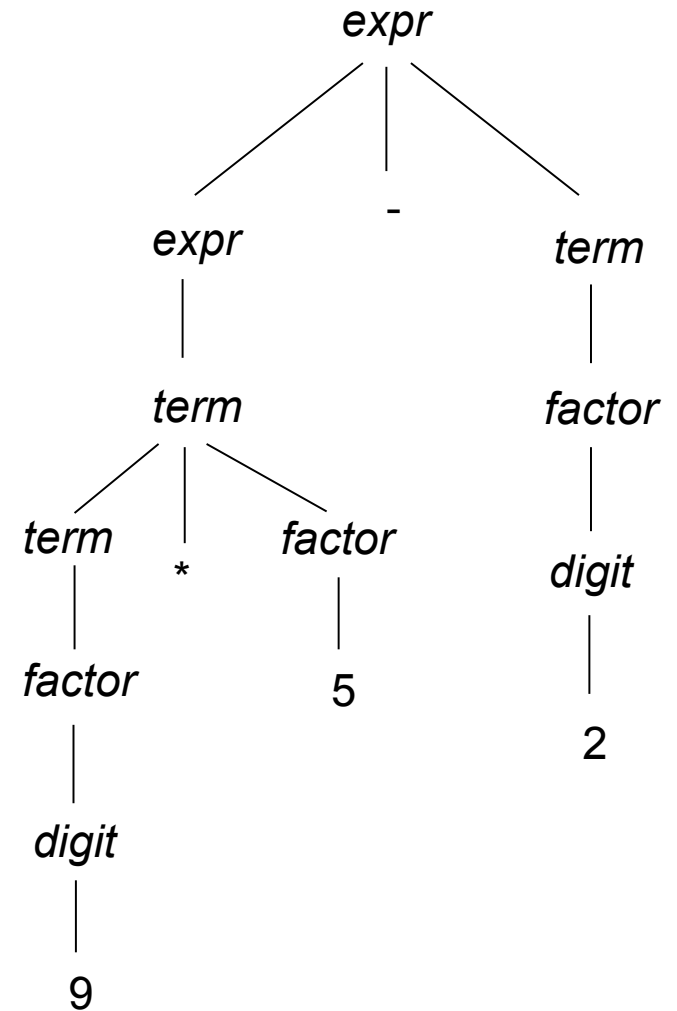 expr
expr - term
term factor
term * factor digit
factor 5 2
digit
9